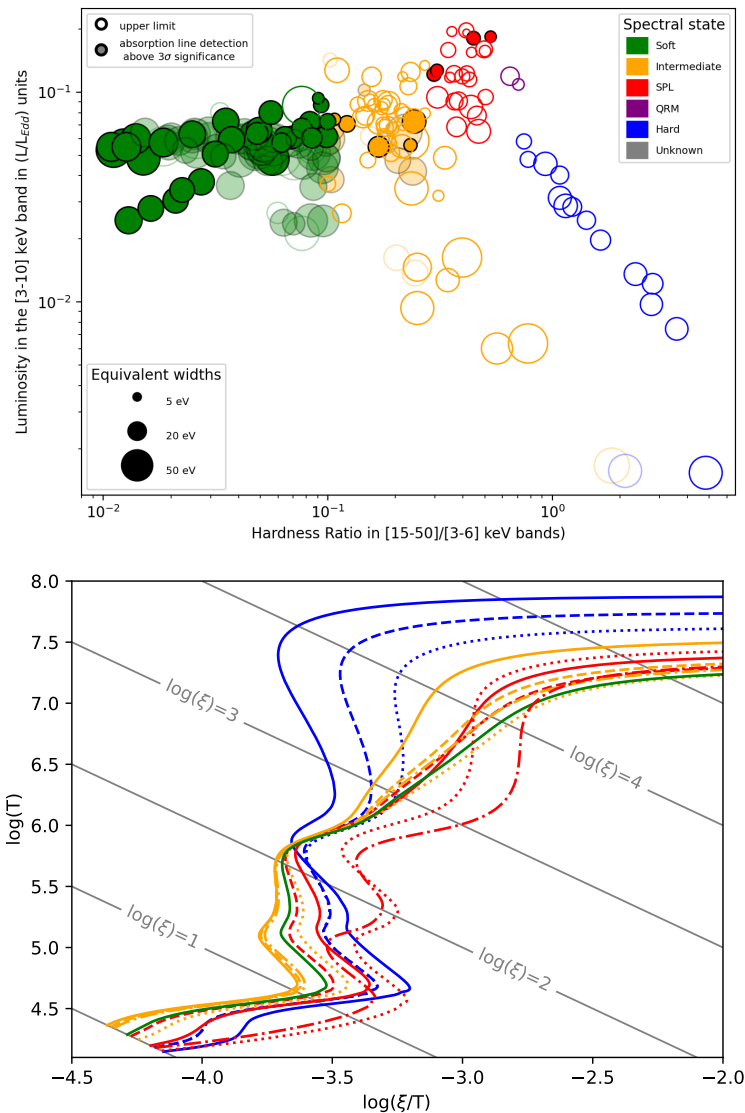 upper limit
absorption line detection
above 3σ significance
Spectral state
Soft
Intermediate
SPL
QRM
Hard
Unknown
10⁻¹
10⁻²
Luminosity in the [3-10] keV band in (L/L_Edd) units
Equivalent widths
5 eV
20 eV
50 eV
10⁻² 10⁻¹ 10⁰
Hardness Ratio in [15-50]/[3-6] keV bands)
8.0
7.5
7.0
6.5
6.0
5.5
5.0
4.5
log(T)
log(ξ)=3
log(ξ)=4
log(ξ)=1
log(ξ)=2
−4.5 −4.0 −3.5 −3.0 −2.5 −2.0
log(ξ/T)